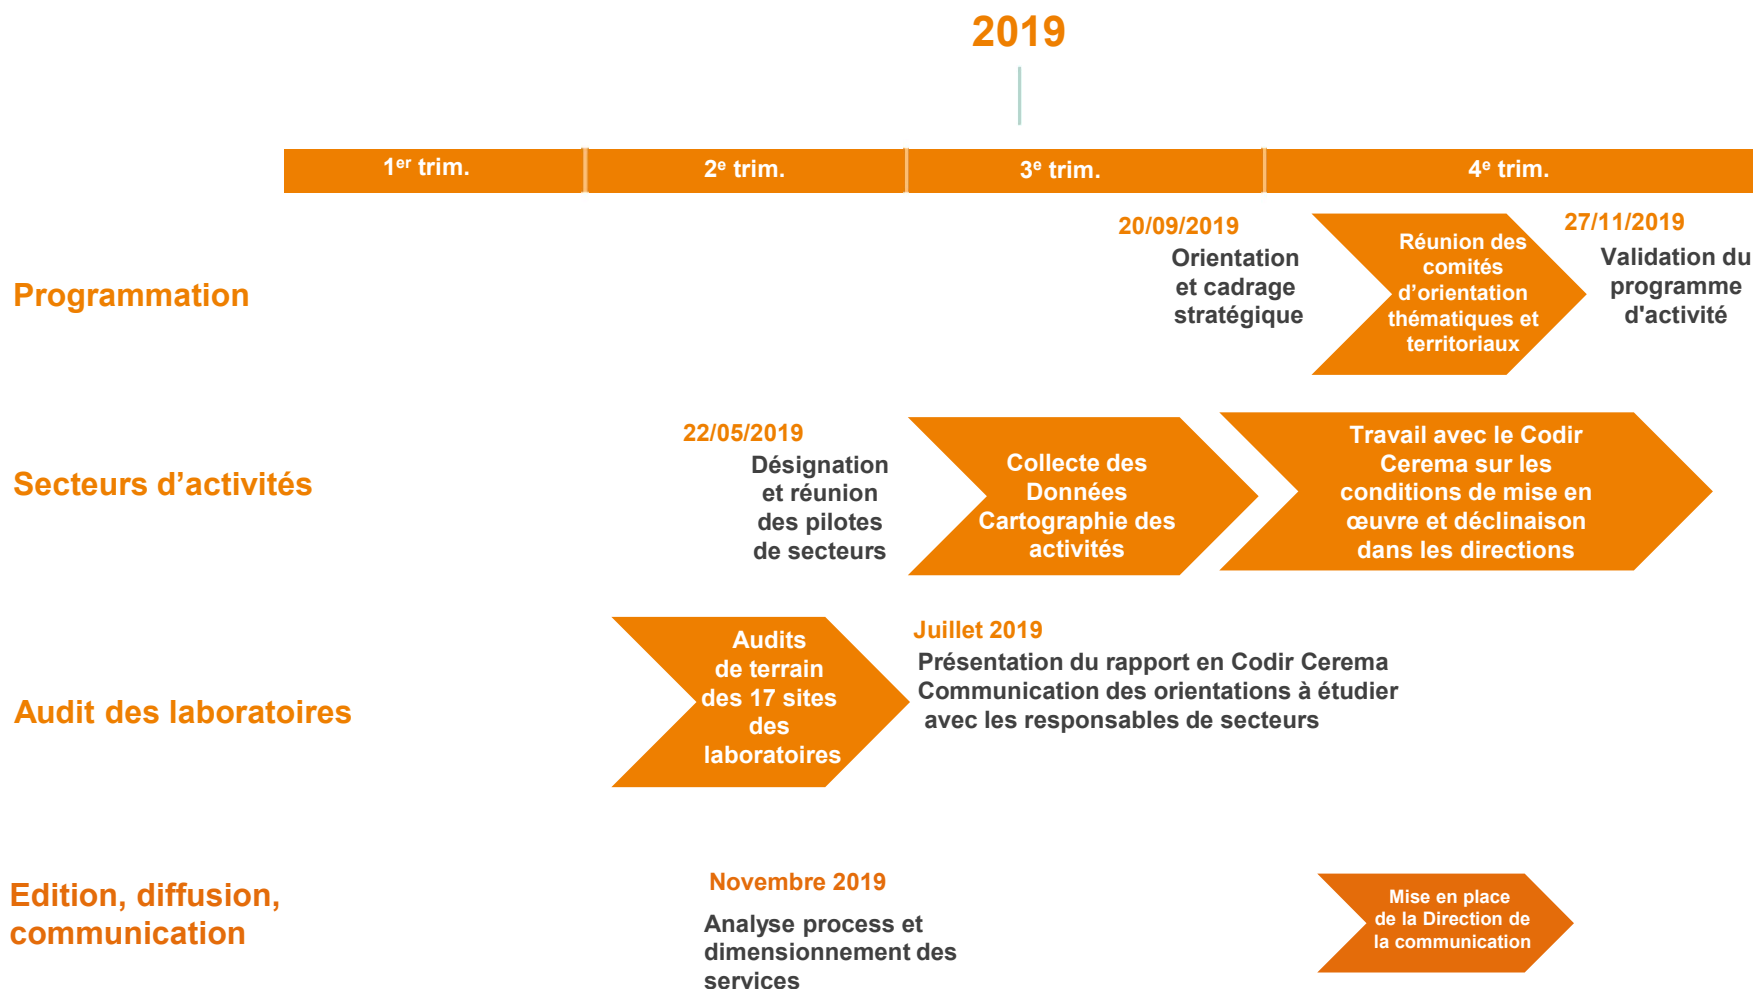 2019
1er trim.
2e trim.
3e trim.
4e trim.
Programmation
20/09/2019
Orientation
et cadrage
stratégique
Réunion des
comités
d’orientation
thématiques et
territoriaux
27/11/2019
Validation du
programme
d'activité
Secteurs d’activités
22/05/2019
Désignation
et réunion
des pilotes
de secteurs
Collecte des
Données
Cartographie des
activités
Travail avec le Codir
Cerema sur les
conditions de mise en
œuvre et déclinaison
dans les directions
Audit des laboratoires
Audits
de terrain
des 17 sites
des
laboratoires
Juillet 2019
Présentation du rapport en Codir Cerema
Communication des orientations à étudier
avec les responsables de secteurs
Edition, diffusion,
communication
Novembre 2019
Analyse process et
dimensionnement des
services
Mise en place
de la Direction de
la communication